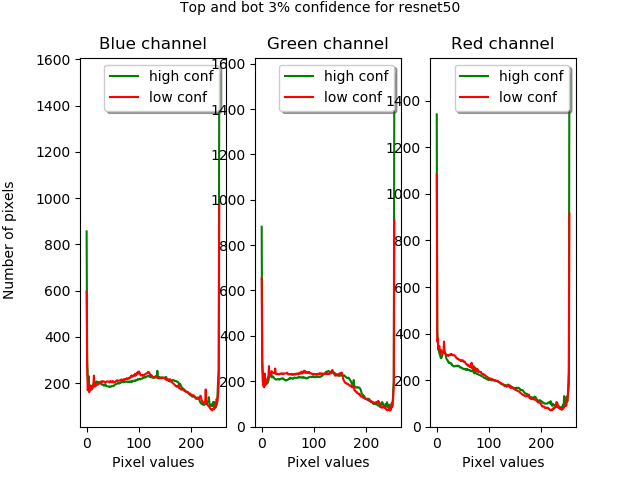 Top and bot 3% confidence for resnet50
Blue channel
Green channel
Red channel
Number of pixels
1600
1400
1200
1000
800
600
400
200
high conf
low conf
0
100
200
Pixel values
1600
1400
1200
1000
800
600
400
200
0
high conf
low conf
0
100
200
Pixel values
1400
1200
1000
800
600
400
200
0
high conf
low conf
0
100
200
Pixel values